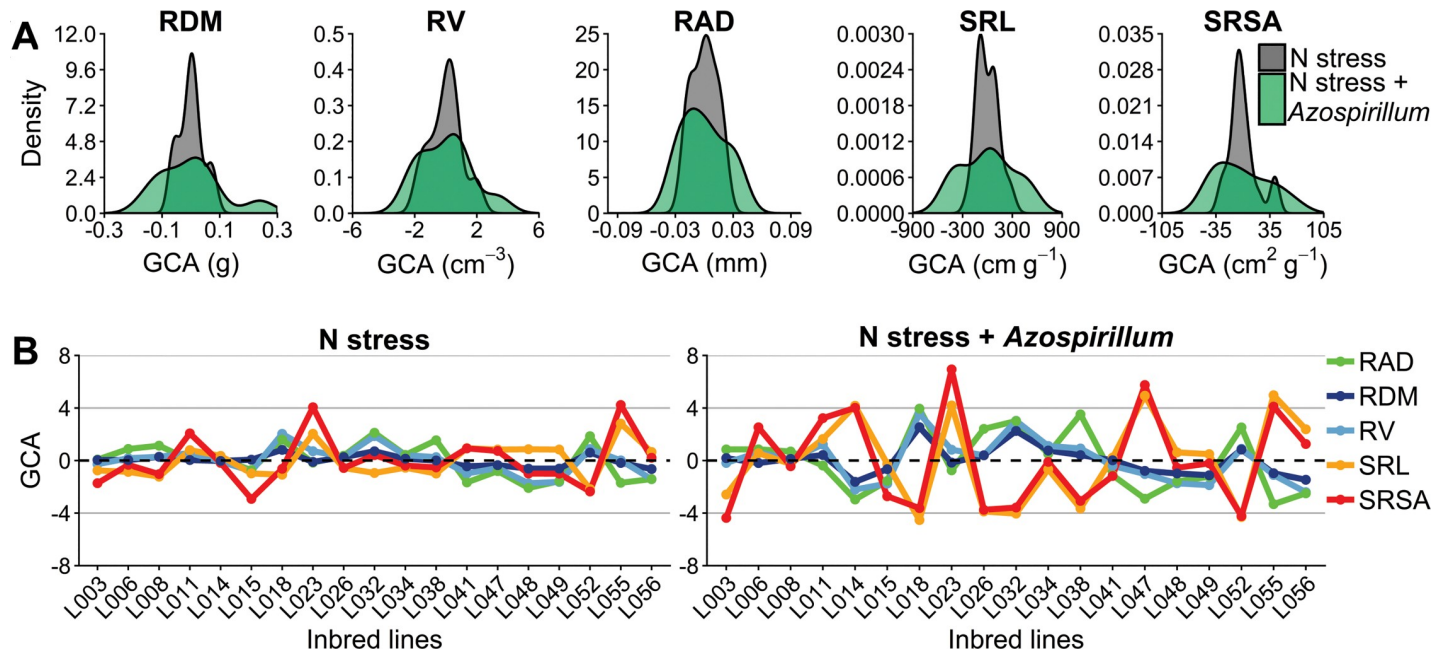 A
RDM
RV
RAD
SRL
SRSA
Density
12.0
9.6
7.2
4.8
2.4
0.0
-0.3
-0.1
0.1
0.3
GCA (g)
0.5
0.4
0.3
0.2
0.1
0.0
-6
-2
2
6
GCA (cm⁻³)
25
20
15
10
5
0
-0.09
-0.03
0.03
0.09
GCA (mm)
0.0030
0.0024
0.0018
0.0012
0.0006
0.0000
-900
-300
300
900
GCA (cm g⁻¹)
0.035
0.028
0.021
0.014
0.007
0.000
-105
-35
35
105
GCA (cm² g⁻¹)
N stress
N stress +
Azospirillum
B
N stress
GCA
8
4
0
-4
-8
L003
L006
L008
L011
L014
L015
L018
L023
L026
L032
L034
L038
L041
L047
L048
L049
L052
L055
L056
Inbred lines
N stress + Azospirillum
8
4
0
-4
-8
L003
L006
L008
L011
L014
L015
L018
L023
L026
L032
L034
L038
L041
L047
L048
L049
L052
L055
L056
Inbred lines
RAD
RDM
RV
SRL
SRSA